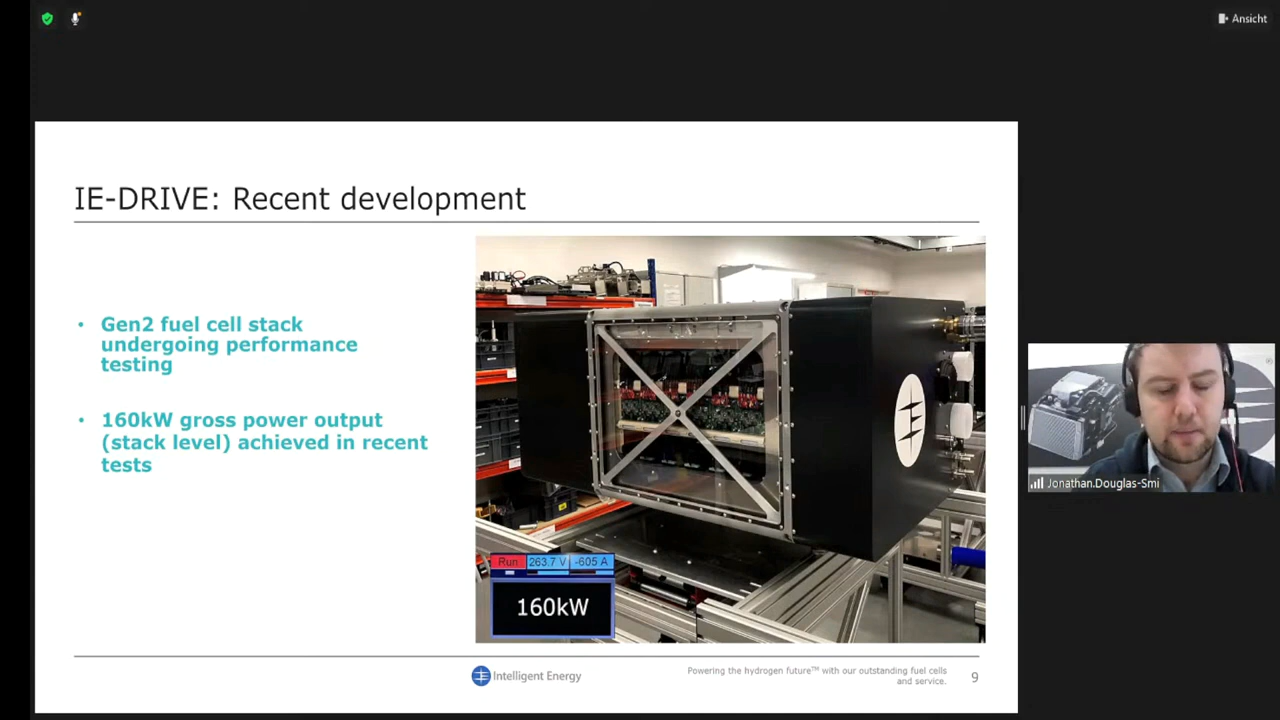 Ansicht
IE-DRIVE: Recent development
• Gen2 fuel cell stack
undergoing performance
testing
• 160kW gross power output
(stack level) achieved in recent
tests
Run 263.7 V -605 A
160kW
Jonathan.Douglas-Smi
Intelligent Energy
Powering the hydrogen future™ with our outstanding fuel cells
and service.
9